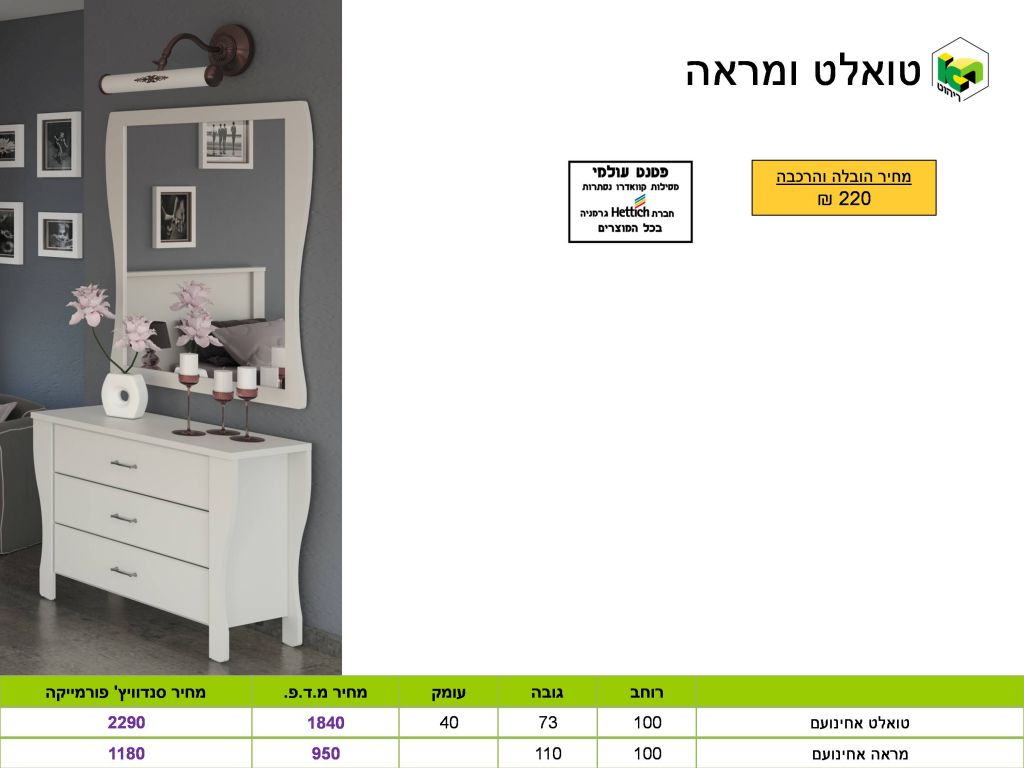 טואלט ומראה
ריהוט
מחיר הובלה והרכבה
220 ₪
פטנט עולמי
מסילות קוואדרו נסתרות
חברת Hettich גרמניה
בכל המוצרים
רוחב גובה עומק מחיר מ.ד.פ. מחיר סנדוויץ' פורמייקה
טואלט אחינועם 100 73 40 1840 2290
מראה אחינועם 100 110 950 1180